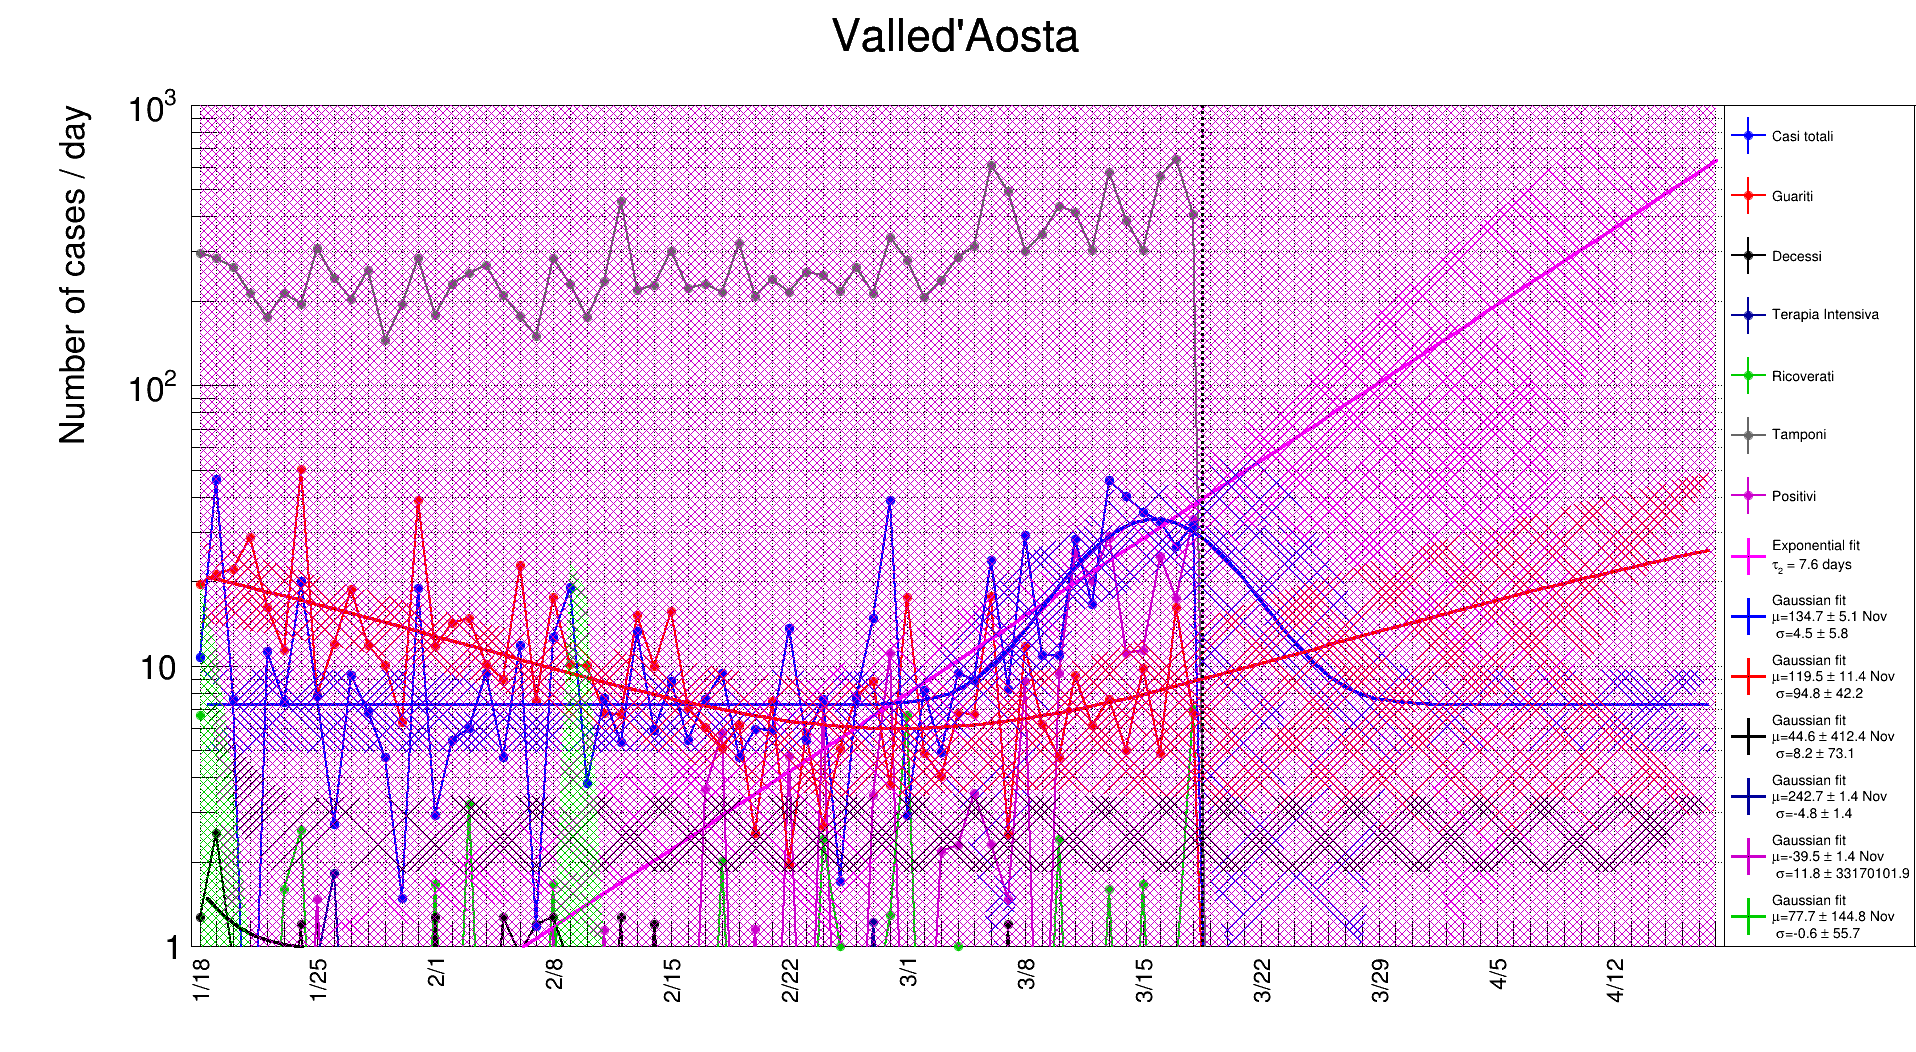 Valled'Aosta
Number of cases / day
10³
10²
10
1
1/18
1/25
2/1
2/8
2/15
2/22
3/1
3/8
3/15
3/22
3/29
4/5
4/12
Casi totali
Guariti
Decessi
Terapia Intensiva
Ricoverati
Tamponi
Positivi
Exponential fit
τ₂ = 7.6 days
Gaussian fit
μ=134.7 ± 5.1 Nov
σ=4.5 ± 5.8
Gaussian fit
μ=119.5 ± 11.4 Nov
σ=94.8 ± 42.2
Gaussian fit
μ=44.6 ± 412.4 Nov
σ=8.2 ± 73.1
Gaussian fit
μ=242.7 ± 1.4 Nov
σ=-4.8 ± 1.4
Gaussian fit
μ=-39.5 ± 1.4 Nov
σ=11.8 ± 33170101.9
Gaussian fit
μ=77.7 ± 144.8 Nov
σ=-0.6 ± 55.7